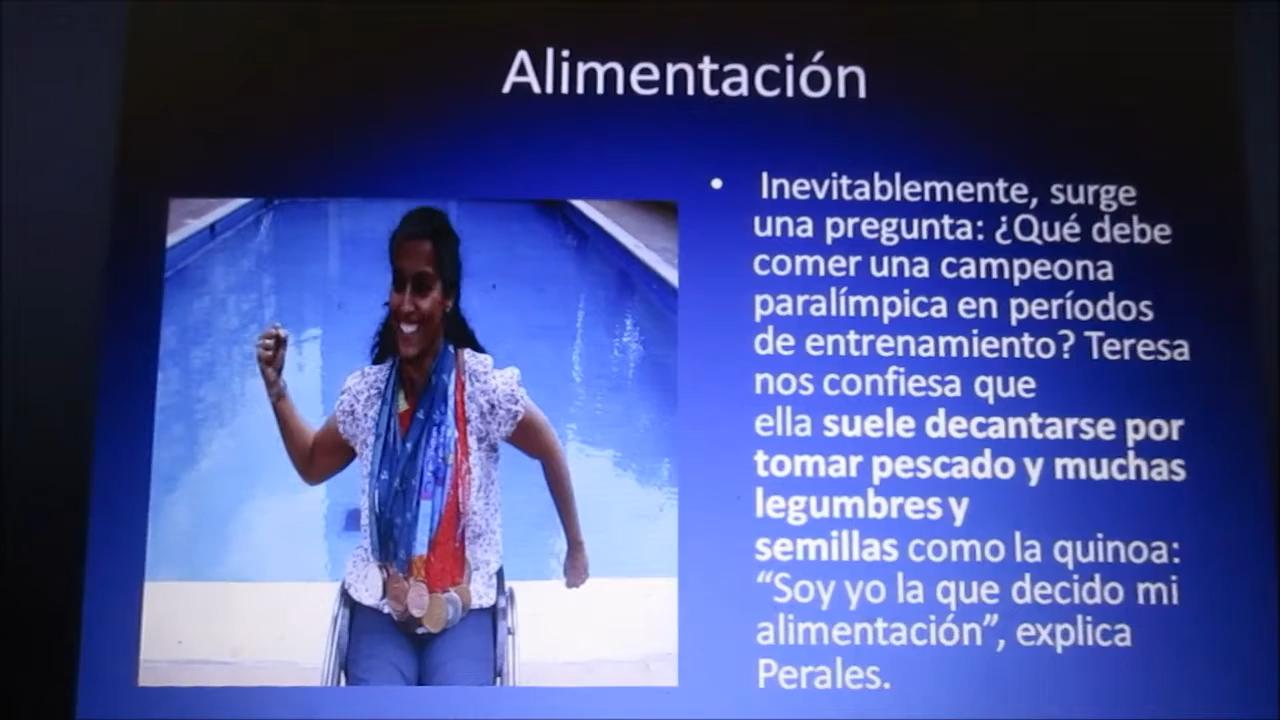 Alimentación
• Inevitablemente, surge
una pregunta: ¿Qué debe
comer una campeona
paralímpica en períodos
de entrenamiento? Teresa
nos confiesa que
ella suele decantarse por
tomar pescado y muchas
legumbres y
semillas como la quinoa:
“Soy yo la que decido mi
alimentación”, explica
Perales.